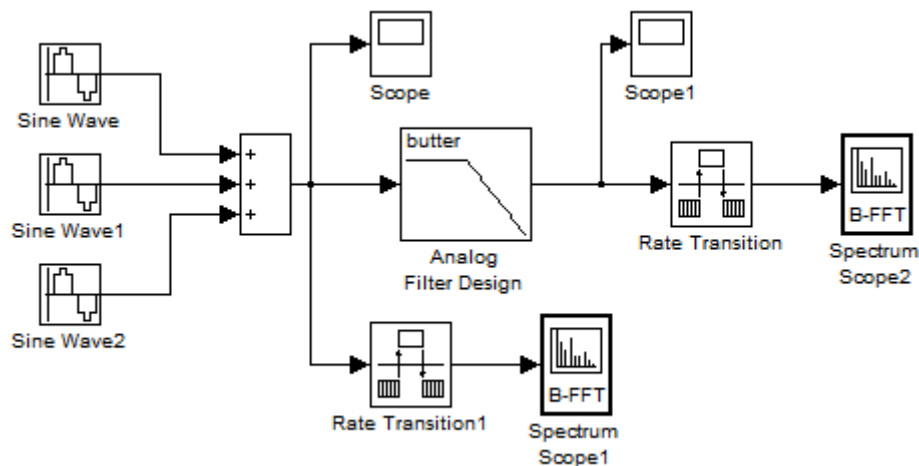 Scope
Scope1
Sine Wave
+
+
+
butter
B-FFT
Sine Wave1
Rate Transition
Spectrum
Scope2
Analog
Filter Design
Sine Wave2
B-FFT
Rate Transition1
Spectrum
Scope1